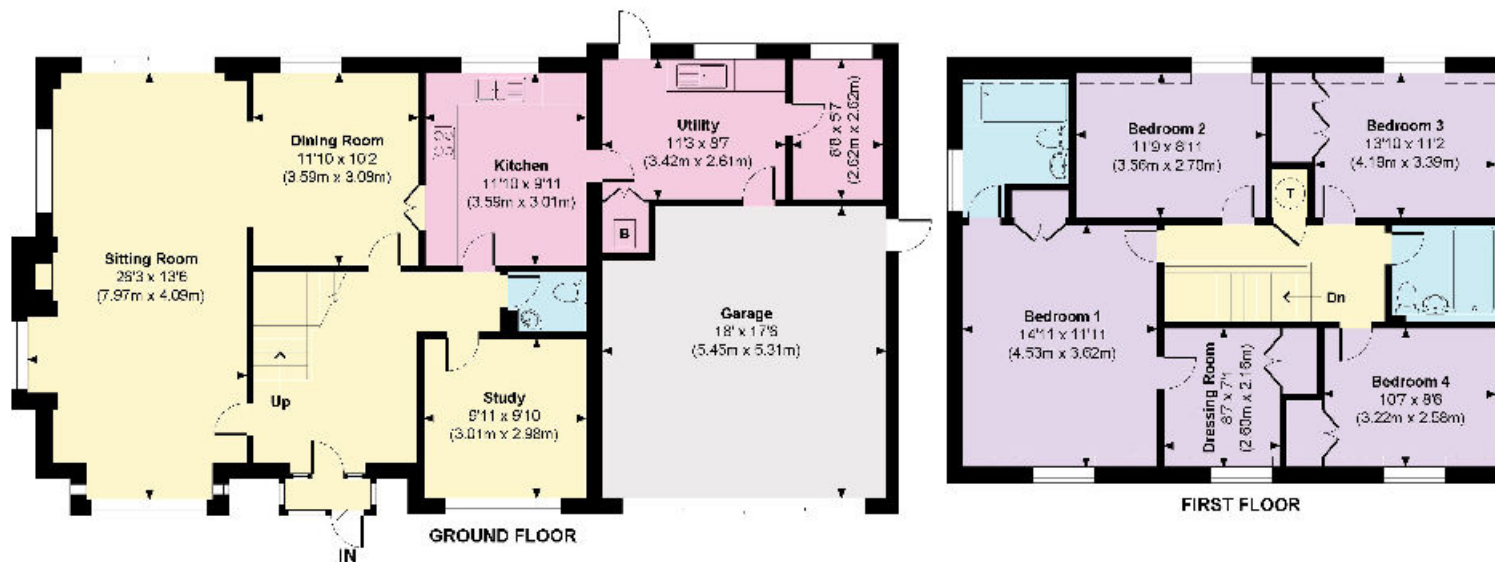 Sitting Room
26'3 x 13'6
(7.97m x 4.09m)
Dining Room
11'10 x 10'2
(3.59m x 3.09m)
Kitchen
11'10 x 9'11
(3.59m x 3.01m)
Utility
11'3 x 8'7
(3.42m x 2.61m)
8'8 x 5'7
(2.62m x 2.62m)
B
Up
Study
9'11 x 9'10
(3.01m x 2.98m)
Garage
18' x 17'6
(5.45m x 5.31m)
IN
GROUND FLOOR
Bedroom 2
11'9 x 8'11
(3.56m x 2.70m)
Bedroom 3
13'10 x 11'2
(4.19m x 3.39m)
T
Dn
Bedroom 1
14'11 x 11'11
(4.53m x 3.62m)
Dressing Room
8'7 x 7'1
(2.60m x 2.16m)
Bedroom 4
10'7 x 8'6
(3.22m x 2.58m)
FIRST FLOOR